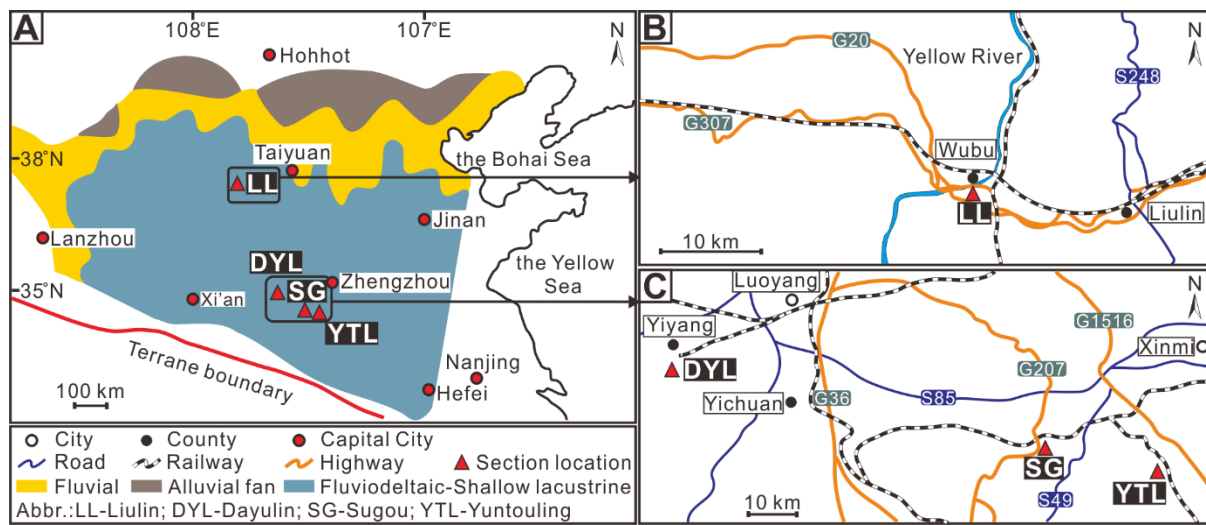 A
108°E
107°E
N
Hohhot
38°N
Taiyuan
the Bohai Sea
LL
Jinan
Lanzhou
DYL
the Yellow
Sea
SG
Zhengzhou
35°N
Xi'an
YTL
Terrane boundary
Nanjing
Hefei
100 km
B
G20
Yellow River
N
S248
G307
Wubu
LL
Liulin
10 km
C
Luoyang
N
Yiyang
G1516
Xinmi
DYL
G207
Yichuan
G36
S85
SG
10 km
S49
YTL
City
County
Capital City
Road
Railway
Highway
Section location
Fluvial
Alluvial fan
Fluviodeltaic-Shallow lacustrine
Abbr.:LL-Liulin; DYL-Dayulin; SG-Sugou; YTL-Yuntouling